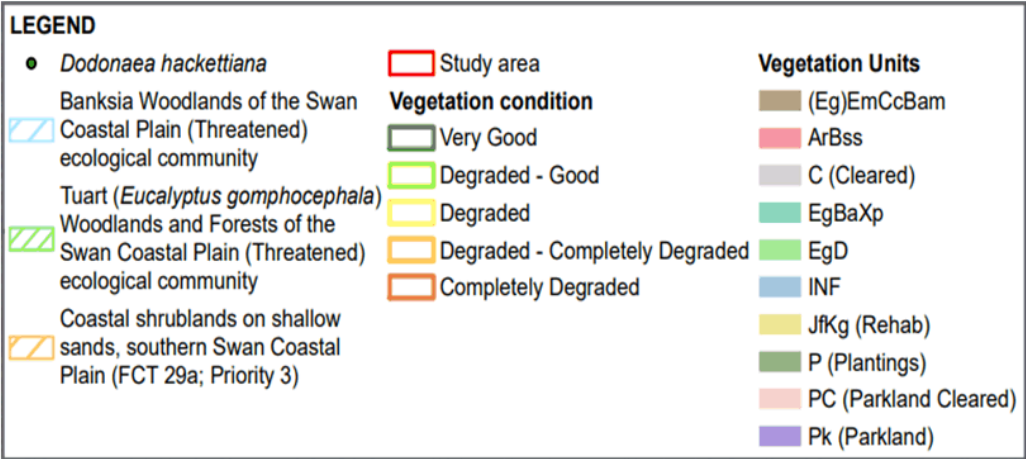 LEGEND
Dodonaea hackettiana
Banksia Woodlands of the Swan
Coastal Plain (Threatened)
ecological community
Tuart (Eucalyptus gomphocephala)
Woodlands and Forests of the
Swan Coastal Plain (Threatened)
ecological community
Coastal shrublands on shallow
sands, southern Swan Coastal
Plain (FCT 29a; Priority 3)
Study area
Vegetation condition
Very Good
Degraded - Good
Degraded
Degraded - Completely Degraded
Completely Degraded
Vegetation Units
(Eg)EmCcBam
ArBss
C (Cleared)
EgBaXp
EgD
INF
JfKg (Rehab)
P (Plantings)
PC (Parkland Cleared)
Pk (Parkland)